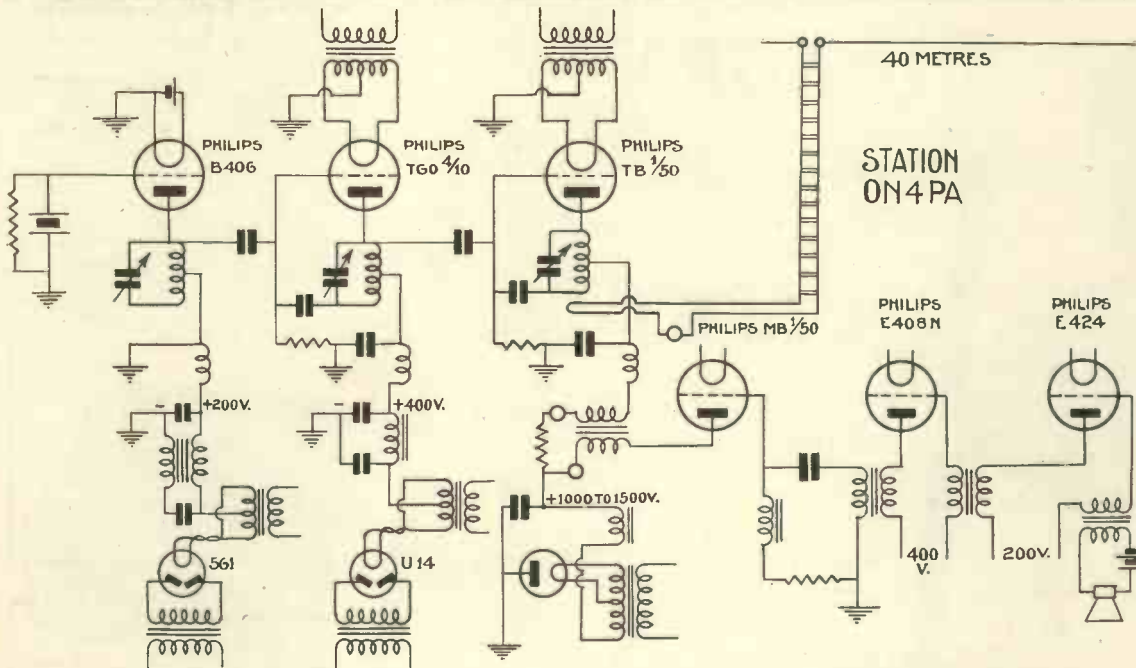 40 METRES
STATION
ON4PA
PHILIPS
B406
PHILIPS
TGO 4/10
PHILIPS
TB 1/50
PHILIPS MB 1/50
PHILIPS
E408N
PHILIPS
E424
- +200V.
- +400V.
+1000 TO 1500V.
400
V.
200V.
561
U14